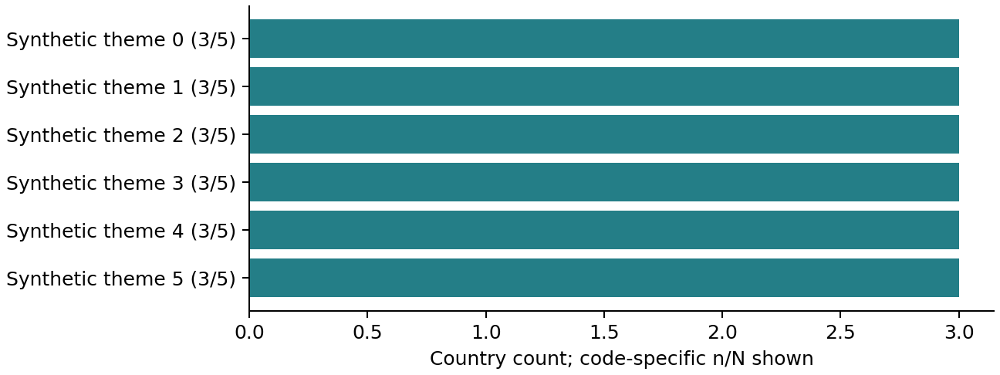 Synthetic theme 0 (3/5)
Synthetic theme 1 (3/5)
Synthetic theme 2 (3/5)
Synthetic theme 3 (3/5)
Synthetic theme 4 (3/5)
Synthetic theme 5 (3/5)
0.0 0.5 1.0 1.5 2.0 2.5 3.0
Country count; code-specific n/N shown